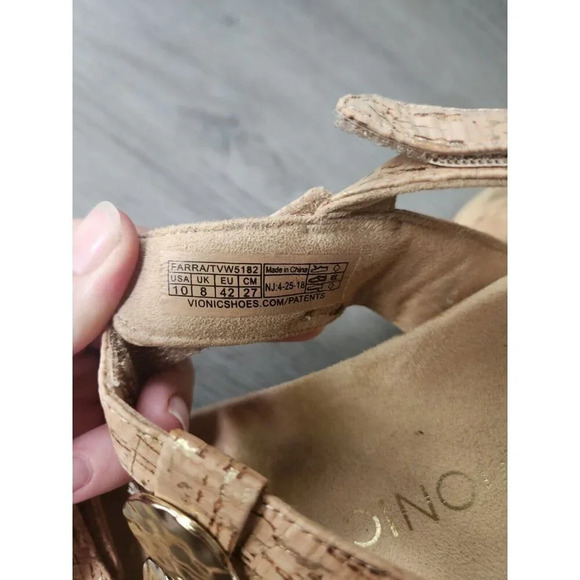 FARRA/TVW5182
USA UK EU CM
10 8 42 27
Made in China
NJ:4-25-18
VIONICSHOES.COM/PATENTS
IONIC